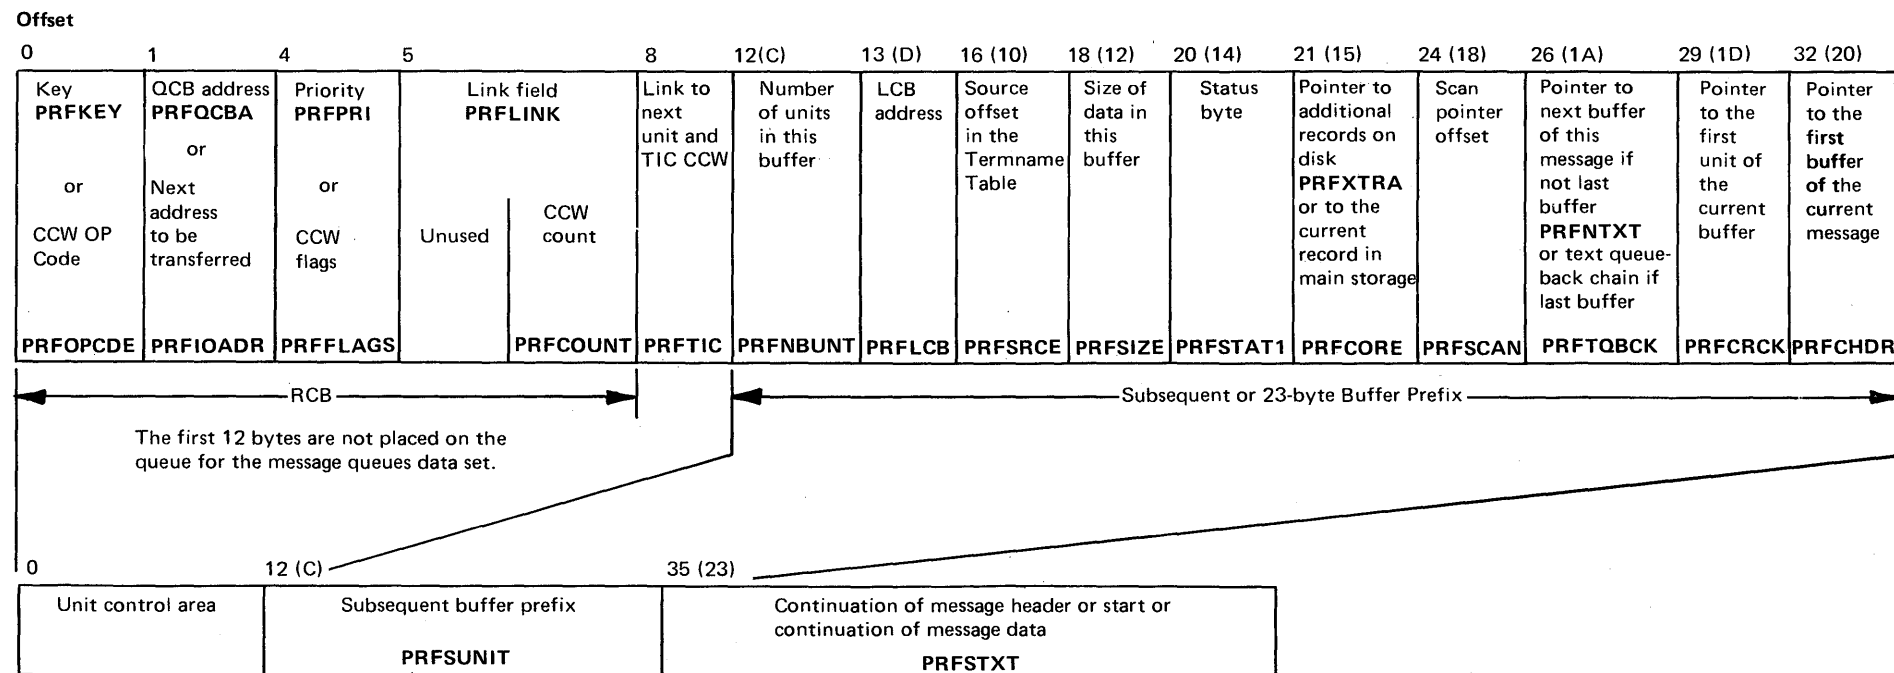 Offset
0 1 4 5 8 12(C) 13 (D) 16 (10) 18 (12) 20 (14) 21 (15) 24 (18) 26 (1A) 29 (1D) 32 (20)
Key
PRFKEY
or
CCW OP
Code
PRFOPCDE
QCB address
PRFQCBA
or
Next
address
to be
transferred
PRFIOADR
Priority
PRFPRI
or
CCW
flags
PRFFLAGS
Link field
PRFLINK
Unused
CCW
count
PRFCOUNT
Link to
next
unit and
TIC CCW
PRFTIC
Number
of units
in this
buffer
PRFNBUNT
LCB
address
PRFLCB
Source
offset
in the
Termname
Table
PRFSRCE
Size of
data in
this
buffer
PRFSIZE
Status
byte
PRFSTAT1
Pointer to
additional
records on
disk
PRFXTRA
or to the
current
record in
main storage
PRFCORE
Scan
pointer
offset
PRFSCAN
Pointer to
next buffer
of this
message if
not last
buffer
PRFNTXT
or text queue-
back chain if
last buffer
PRFTQBCK
Pointer
to the
first
unit of
the
current
buffer
PRFCRCK
Pointer
to the
first
buffer
of the
current
message
PRFCHDR
RCB
Subsequent or 23-byte Buffer Prefix
The first 12 bytes are not placed on the
queue for the message queues data set.
0 12 (C) 35 (23)
Unit control area
Subsequent buffer prefix
PRFSUNIT
Continuation of message header or start or
continuation of message data
PRFSTXT